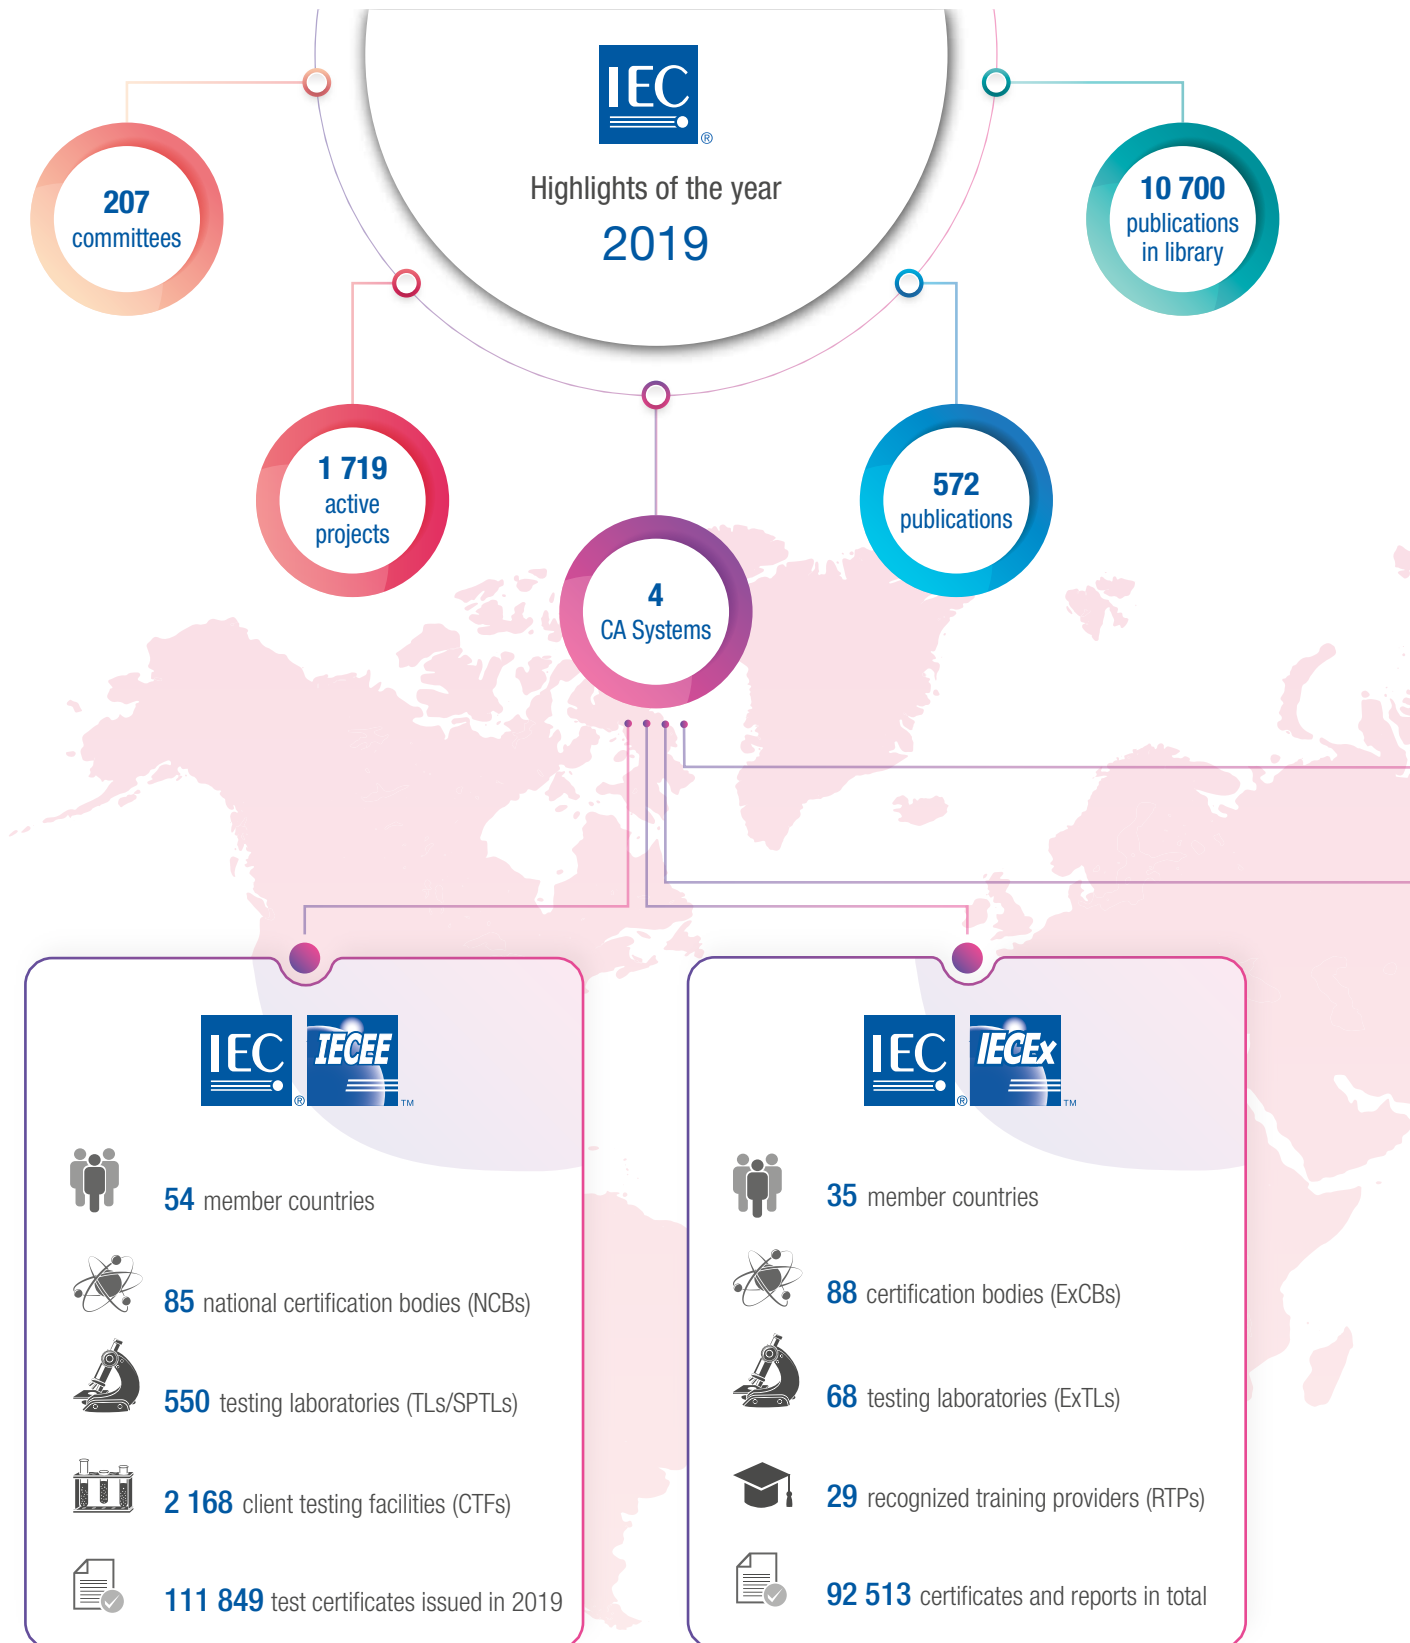 IEC
®
Highlights of the year
2019
207
committees
10 700
publications
in library
1 719
active
projects
572
publications
4
CA Systems
IEC ® IECEE ™
54 member countries
85 national certification bodies (NCBs)
550 testing laboratories (TLs/SPTLs)
2 168 client testing facilities (CTFs)
111 849 test certificates issued in 2019
IEC ® IECEx ™
35 member countries
88 certification bodies (ExCBs)
68 testing laboratories (ExTLs)
29 recognized training providers (RTPs)
92 513 certificates and reports in total